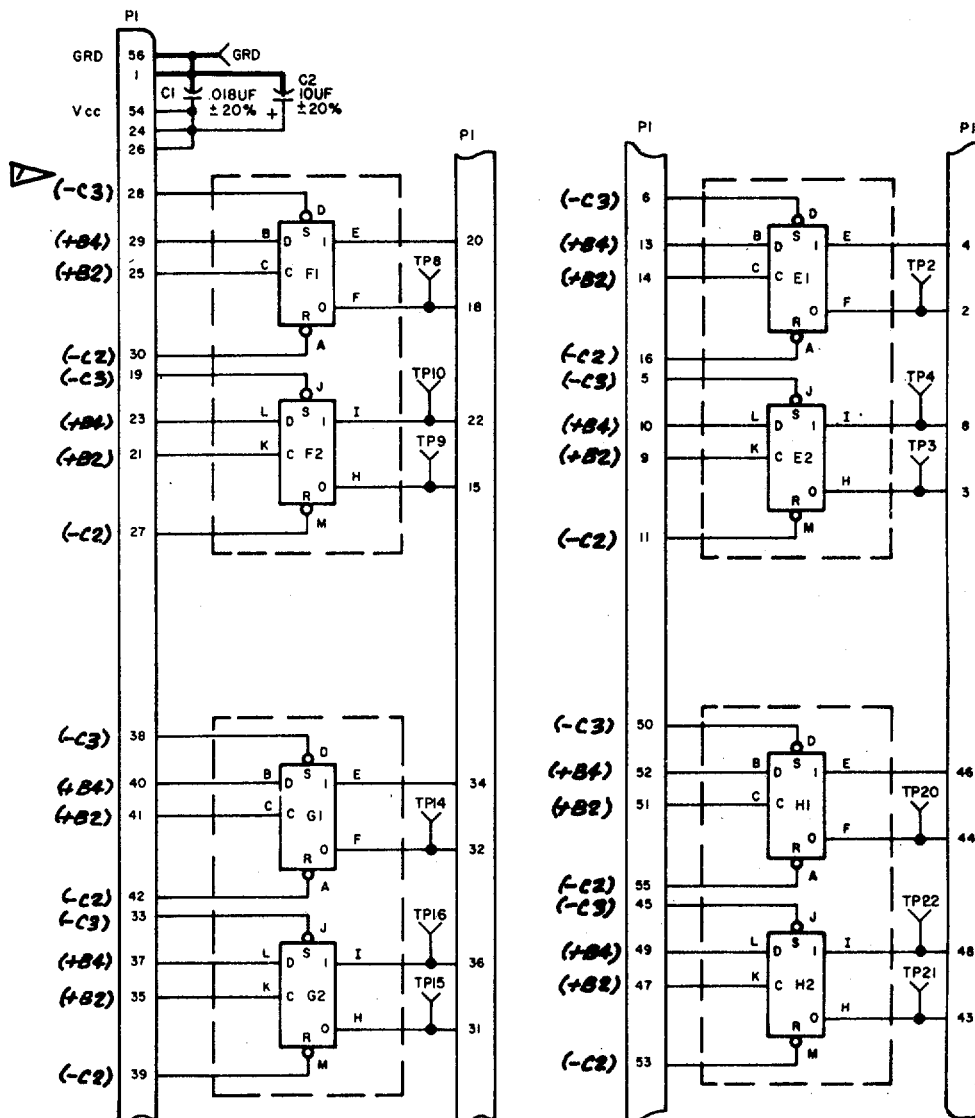 P1
GRD 56 GRD
1
C1 .018UF ±20% C2 10UF ±20% +
Vcc 54
24
26
P1
(-C3) 28 D
S
(+B4) 29 B D 1 E 20
(+B2) 25 C C F1 TP8
0 F 18
R
A
(-C2) 30
(-C3) 19 J TP10
S
(+B4) 23 L D 1 I 22
(+B2) 21 K C F2 TP9
0 H 15
R
M
(-C2) 27
(-C3) 38 D
S
(+B4) 40 B D 1 E 34
(+B2) 41 C C G1 TP14
0 F 32
R
A
(-C2) 42
(-C3) 33 J TP16
S
(+B4) 37 L D 1 I 36
(+B2) 35 K C G2 TP15
0 H 31
R
M
(-C2) 39
P1
P1
(-C3) 6 D
S
(+B4) 13 B D 1 E 4
(+B2) 14 C C E1 TP2
0 F 2
R
A
(-C2) 16
(-C3) 5 J TP4
S
(+B4) 10 L D 1 I
(+B2) 9 K C E2 TP3
0 H 3
R
M
(-C2) 11
(-C3) 50 D
S
(+B4) 52 B D 1 E 46
(+B2) 51 C C H1 TP20
0 F 44
R
A
(-C2) 55
(-C3) 45 J TP22
S
(+B4) 49 L D 1 I 48
(+B2) 47 K C H2 TP21
0 H 43
R
M
(-C2) 53